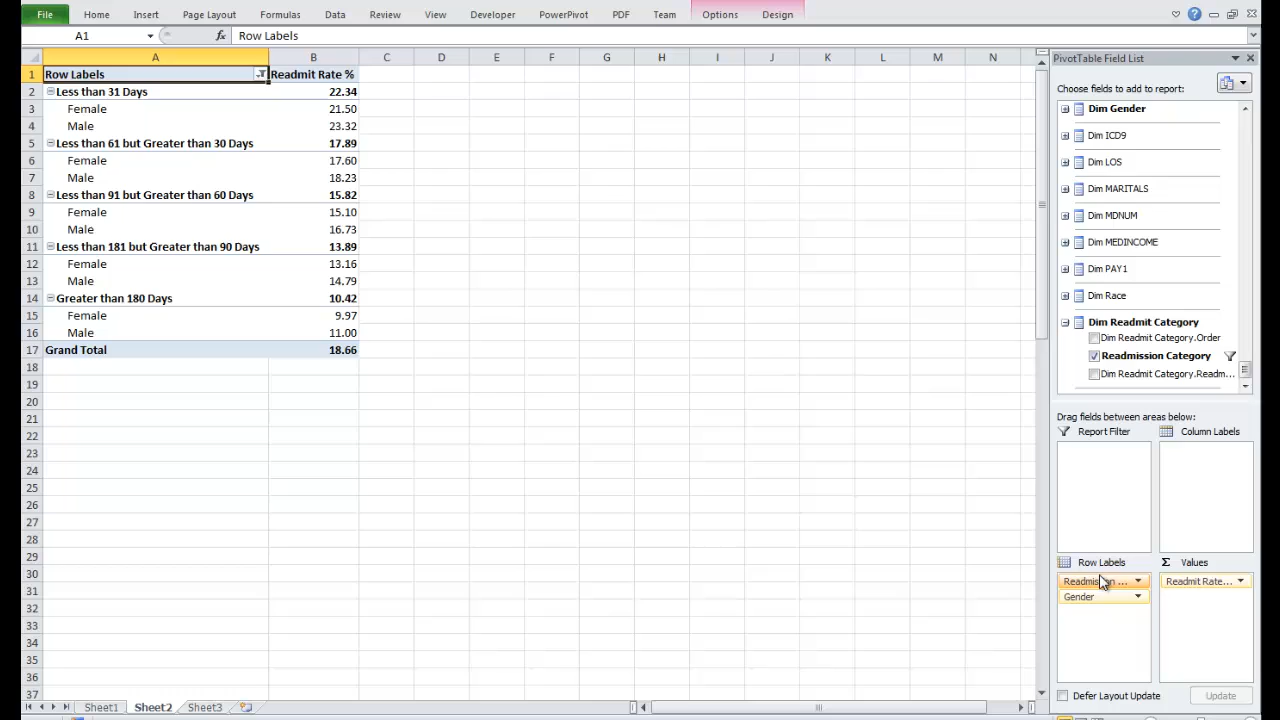 File Home Insert Page Layout Formulas Data Review View Developer PowerPivot PDF Team Options Design
A1 fx Row Labels
A B C D E F G H I J K L M N
1 Row Labels Readmit Rate %
2 Less than 31 Days 22.34
3 Female 21.50
4 Male 23.32
5 Less than 61 but Greater than 30 Days 17.89
6 Female 17.60
7 Male 18.23
8 Less than 91 but Greater than 60 Days 15.82
9 Female 15.10
10 Male 16.73
11 Less than 181 but Greater than 90 Days 13.89
12 Female 13.16
13 Male 14.79
14 Greater than 180 Days 10.42
15 Female 9.97
16 Male 11.00
17 Grand Total 18.66
18
19
20
21
22
23
24
25
26
27
28
29
30
31
32
33
34
35
36
37
Sheet1 Sheet2 Sheet3
PivotTable Field List
Choose fields to add to report:
Dim Gender
Dim ICD9
Dim LOS
Dim MARITALS
Dim MDNUM
Dim MEDINCOME
Dim PAY1
Dim Race
Dim Readmit Category
Dim Readmit Category.Order
Readmission Category
Dim Readmit Category.Readm...
Drag fields between areas below:
Report Filter Column Labels
Row Labels Σ Values
Readmission ... Readmit Rate...
Gender
Defer Layout Update Update